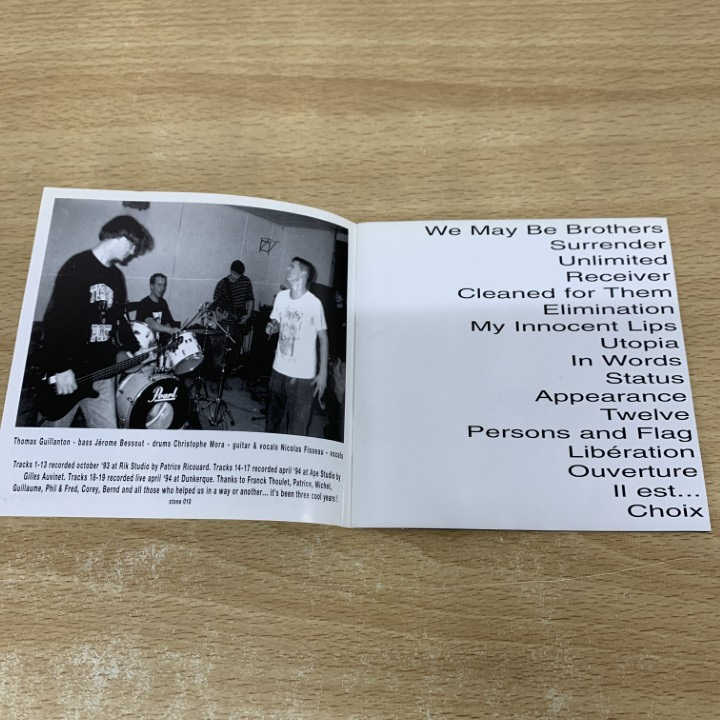 Thomas Guillanton - bass Jérome Bessout - drums Christophe Mora - guitar & vocals Nicolas Fisseau - vocals
Tracks 1-13 recorded october '93 at Rik Studio by Patrice Ricouard. Tracks 14-17 recorded april '94 at Ape Studio by
Gilles Auvinet. Tracks 18-19 recorded live april '94 at Dunkerque. Thanks to Franck Thoulet, Patrice, Michel,
Guillaume, Phil & Fred, Corey, Bernd and all those who helped us in a way or another... it's been three cool years!
stone 010
Pearl
We May Be Brothers
Surrender
Unlimited
Receiver
Cleaned for Them
Elimination
My Innocent Lips
Utopia
In Words
Status
Appearance
Twelve
Persons and Flag
Libération
Ouverture
Il est...
Choix